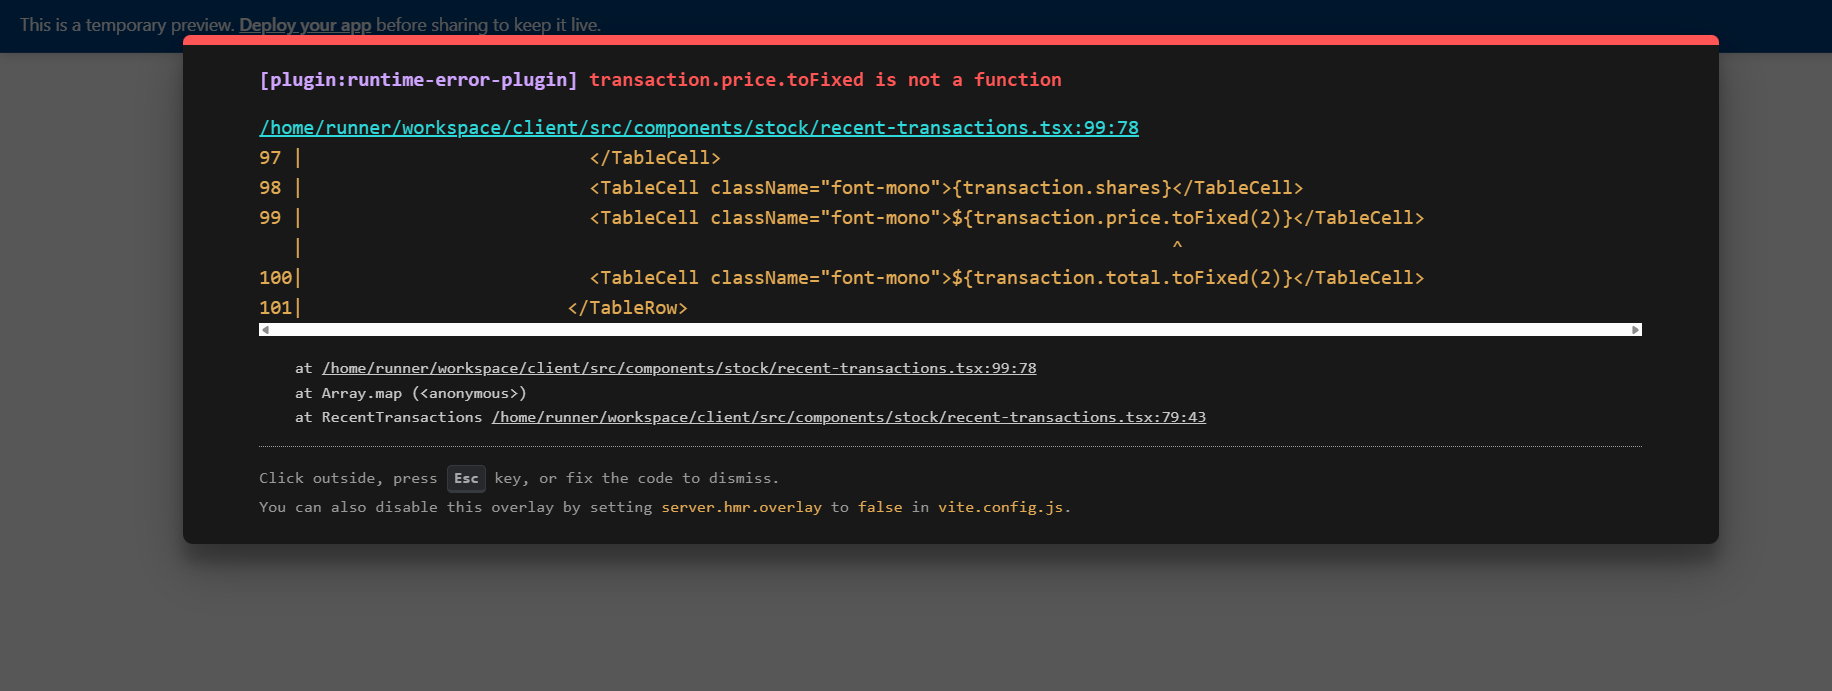 This is a temporary preview. Deploy your app before sharing to keep it live.
[plugin:runtime-error-plugin] transaction.price.toFixed is not a function
/home/runner/workspace/client/src/components/stock/recent-transactions.tsx:99:78
97 |                          </TableCell>
98 |                          <TableCell className="font-mono">{transaction.shares}</TableCell>
99 |                          <TableCell className="font-mono">${transaction.price.toFixed(2)}</TableCell>
   |                                                                               ^
100|                          <TableCell className="font-mono">${transaction.total.toFixed(2)}</TableCell>
101|                        </TableRow>
at /home/runner/workspace/client/src/components/stock/recent-transactions.tsx:99:78
at Array.map (<anonymous>)
at RecentTransactions /home/runner/workspace/client/src/components/stock/recent-transactions.tsx:79:43
Click outside, press Esc key, or fix the code to dismiss.
You can also disable this overlay by setting server.hmr.overlay to false in vite.config.js.